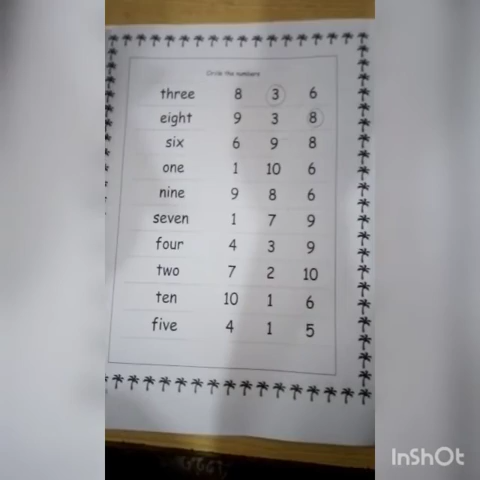 Circle the numbers
three 8 3 6
eight 9 3 8
six 6 9 8
one 1 10 6
nine 9 8 6
seven 1 7 9
four 4 3 9
two 7 2 10
ten 10 1 6
five 4 1 5
InShOt